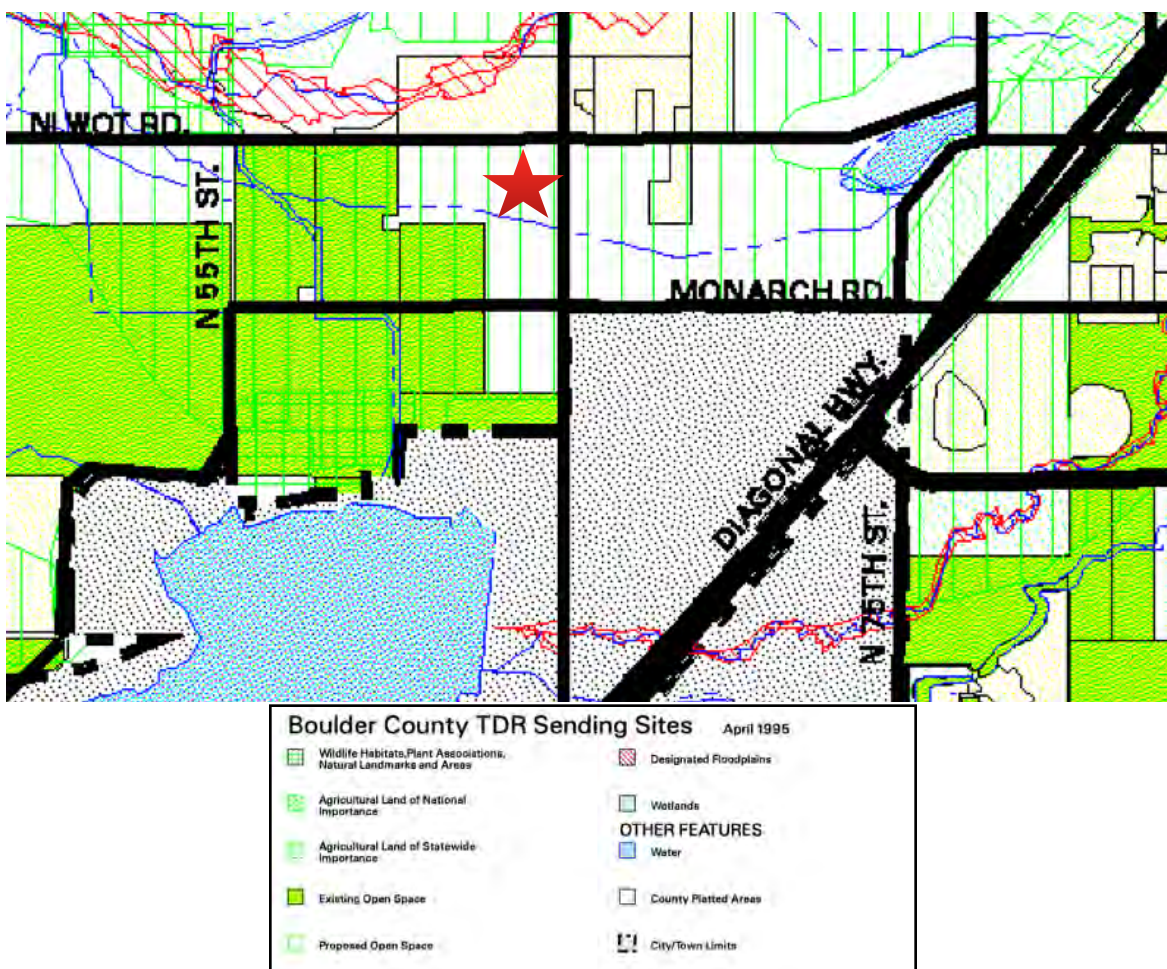 NIWOT RD.
N 55TH ST.
MONARCH RD.
DIAGONAL HWY.
N 75TH ST.
Boulder County TDR Sending Sites April 1995
Wildlife Habitats,Plant Associations,
Natural Landmarks and Areas
Agricultural Land of National
Importance
Agricultural Land of Statewide
Importance
Existing Open Space
Proposed Open Space
Designated Floodplains
Wetlands
OTHER FEATURES
Water
County Platted Areas
City/Town Limits